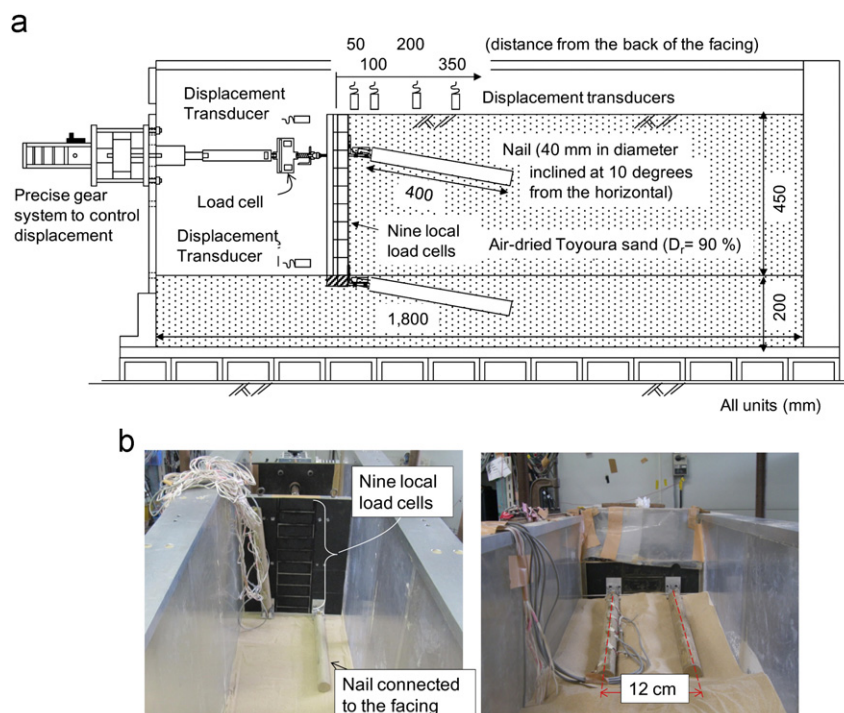 a
50 200 (distance from the back of the facing)
100 350
Displacement
Transducer
Displacement transducers
Nail (40 mm in diameter
inclined at 10 degrees
from the horizontal)
400
450
Precise gear
system to control
displacement
Load cell
Nine local
load cells
Displacement
Transducer
Air-dried Toyoura sand (Dr= 90 %)
200
1,800
All units (mm)
b
Nine local
load cells
Nail connected
to the facing
12 cm